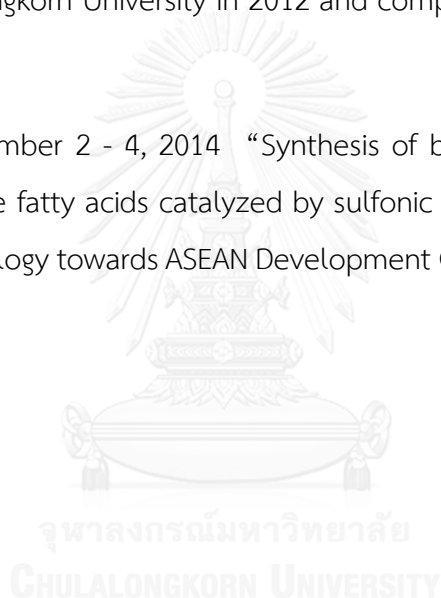 ngkorn University in 2012 and comp
mber 2 - 4, 2014 “Synthesis of b
e fatty acids catalyzed by sulfonic
logy towards ASEAN Development
จุฬาลงกรณ์มหาวิทยาลัย
CHULALONGKORN UNIVERSITY